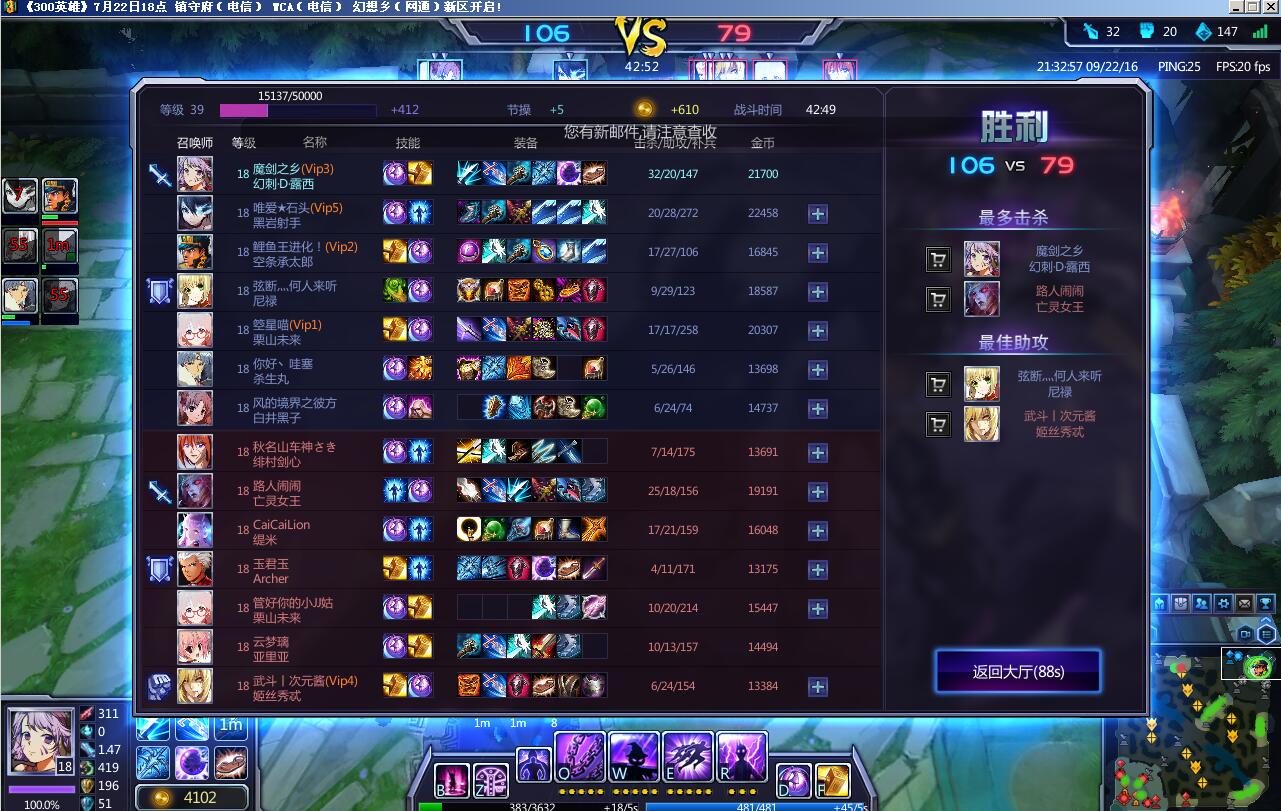 《300英雄》7月22日18点 镇守府(电信) WCA(电信) 幻想乡(网通)新区开启!
106 VS 79
42:52
32 20 147
21:32:57 09/22/16 PING:25 FPS:20 fps
等级 39 15137/50000 +412 节操 +5 +610 战斗时间 42:49
您有新邮件,请注意查收
召唤师 等级 名称 技能 装备 击杀/助攻/补兵 金币
18 魔剑之乡(Vip3) 32/20/147 21700
幻刺·D·露西
18 唯爱★石头(Vip5) 20/28/272 22458
黑岩射手
18 鲤鱼王进化!(Vip2) 17/27/106 16845
空条承太郎
18 弦断,,,,何人来听 9/29/123 18587
尼禄
18 箜星喵(Vip1) 17/17/258 20307
栗山未来
18 你好丶哇塞 5/26/146 13698
杀生丸
18 风的境界之彼方 6/24/74 14737
白井黑子
18 秋名山车神さき 7/14/175 13691
绯村剑心
18 路人闹闹 25/18/156 19191
亡灵女王
18 CaiCaiLion 17/21/159 16048
缇米
18 玉君玉 4/11/171 13175
Archer
18 管好你的小JJ姑 10/20/214 15447
栗山未来
18 云梦璃 10/13/157 14494
亚里亚
18 武斗丨次元酱(Vip4) 6/24/154 13384
姬丝秀忒
胜利
106 VS 79
最多击杀
魔剑之乡
幻刺·D·露西
路人闹闹
亡灵女王
最佳助攻
弦断,,,,何人来听
尼禄
武斗丨次元酱
姬丝秀忒
返回大厅(88s)
7
55 1m
55
311
0
1.47
419
196
51
18
100.0%
1m
4102
1m 1m 8
B Z Q W E R D F
383/3632 +18/5s 481/481 +45/5s